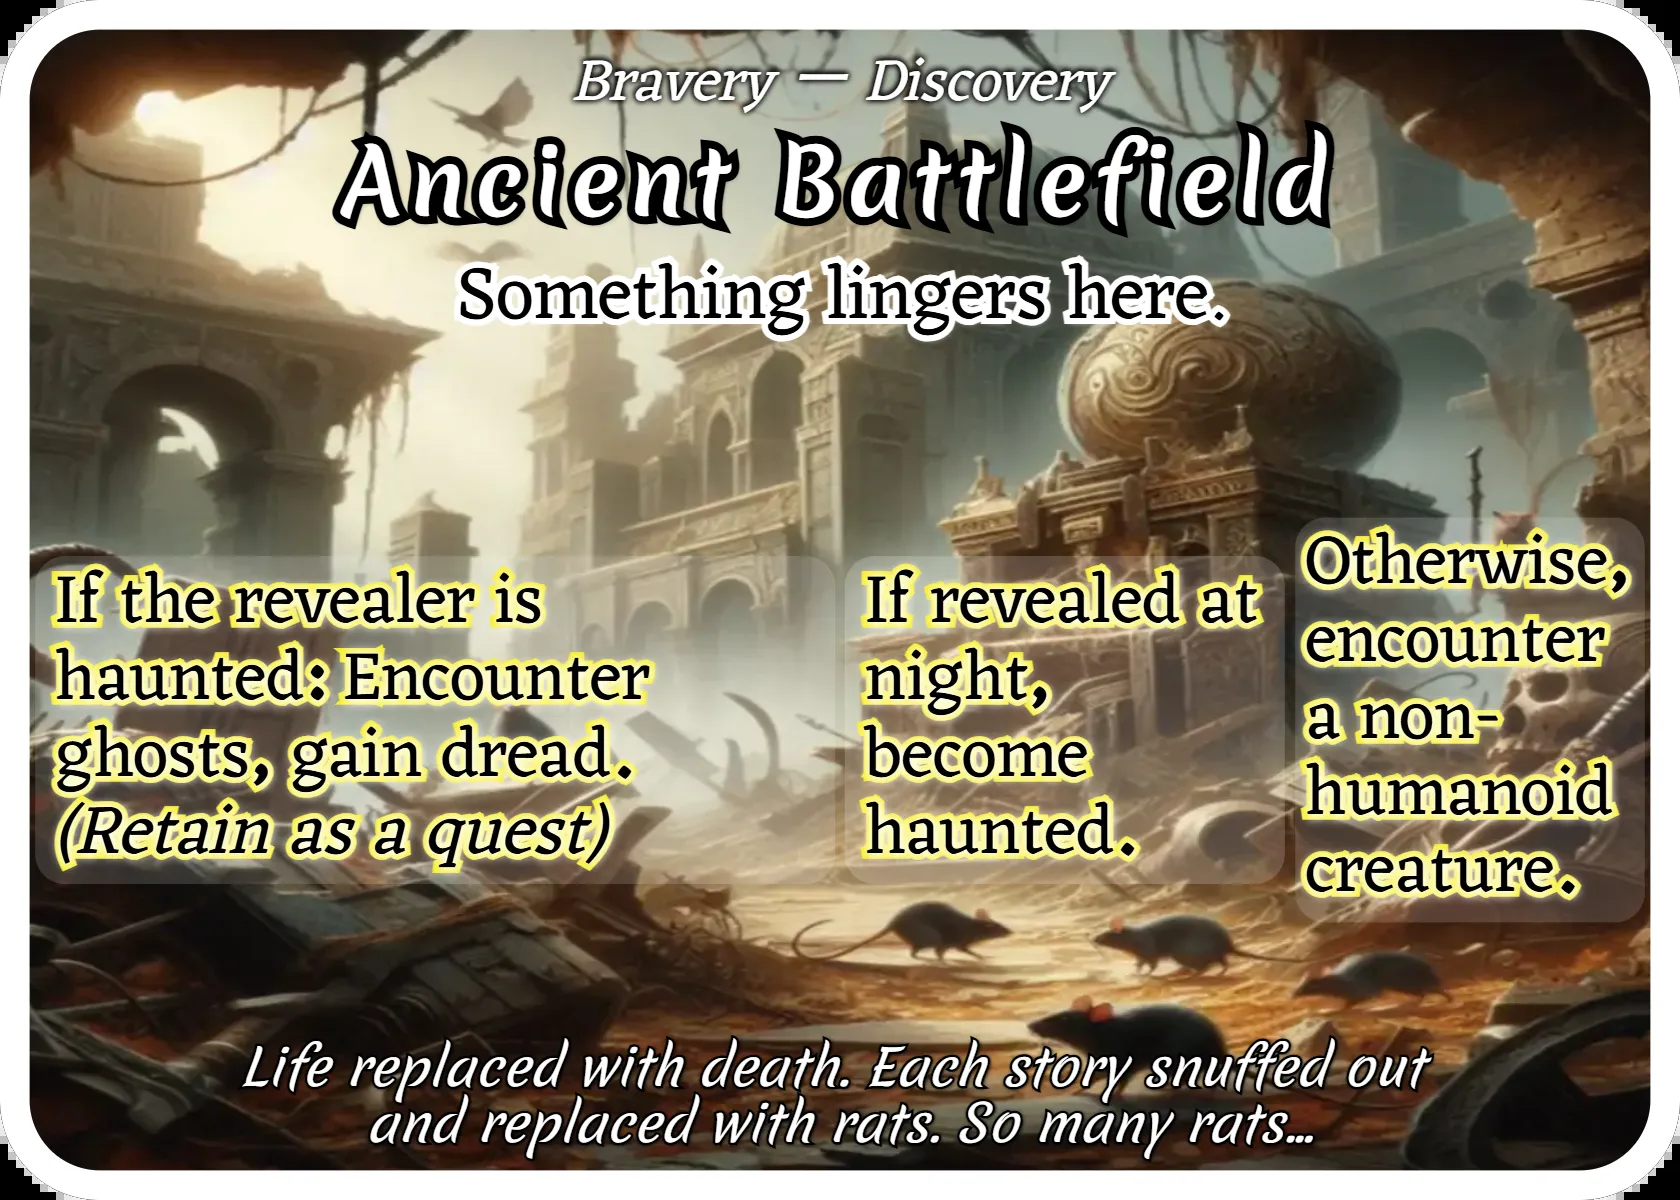 Bravery — Discovery
Ancient Battlefield
Something lingers here.
If the revealer is
haunted: Encounter
ghosts, gain dread.
(Retain as a quest)
If revealed at
night,
become
haunted.
Otherwise,
encounter
a non-
humanoid
creature.
Life replaced with death. Each story snuffed out
and replaced with rats. So many rats...